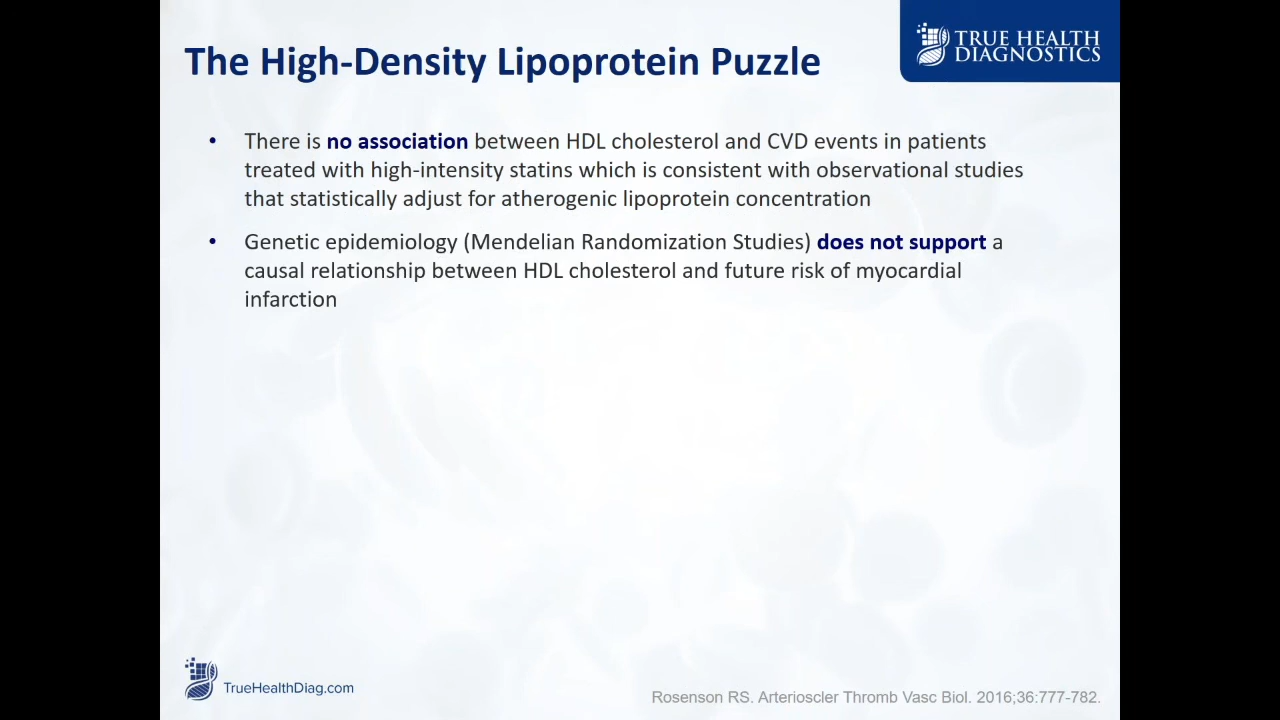 The High-Density Lipoprotein Puzzle
TRUE HEALTH
DIAGNOSTICS
• There is no association between HDL cholesterol and CVD events in patients
treated with high-intensity statins which is consistent with observational studies
that statistically adjust for atherogenic lipoprotein concentration
• Genetic epidemiology (Mendelian Randomization Studies) does not support a
causal relationship between HDL cholesterol and future risk of myocardial
infarction
TrueHealthDiag.com
Rosenson RS. Arterioscler Thromb Vasc Biol. 2016;36:777-782.